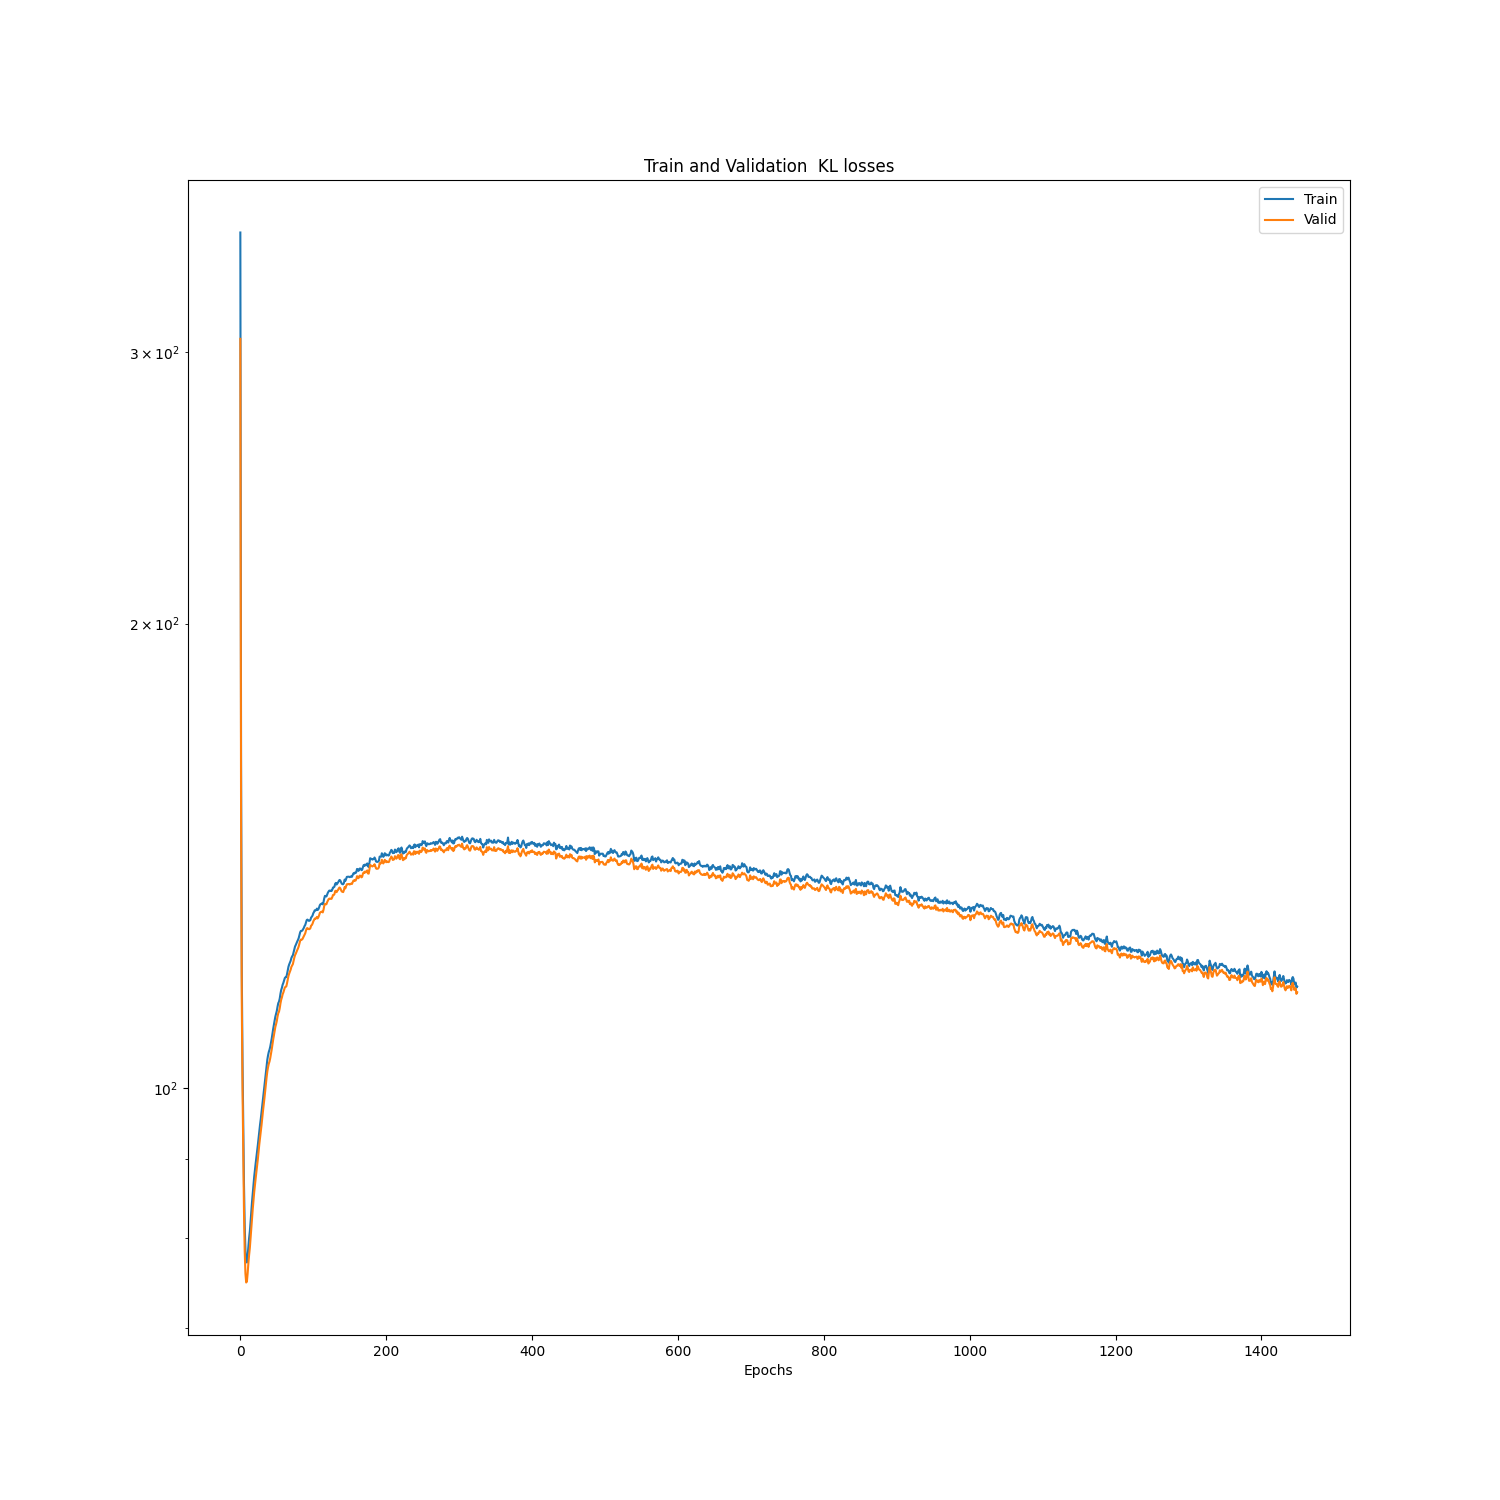 Train and Validation  KL losses
Train
Valid
3 × 10²
2 × 10²
10²
0 200 400 600 800 1000 1200 1400
Epochs